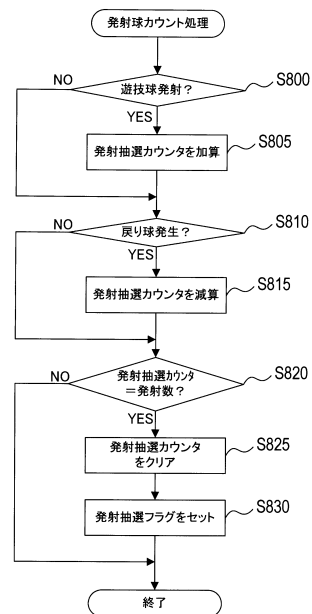 発射球カウント処理
NO
遊技球発射？
S800
YES
発射抽選カウンタを加算
S805
NO
戻り球発生？
S810
YES
発射抽選カウンタを減算
S815
NO
発射抽選カウンタ
＝発射数？
S820
YES
発射抽選カウンタ
をクリア
S825
発射抽選フラグをセット
S830
終了